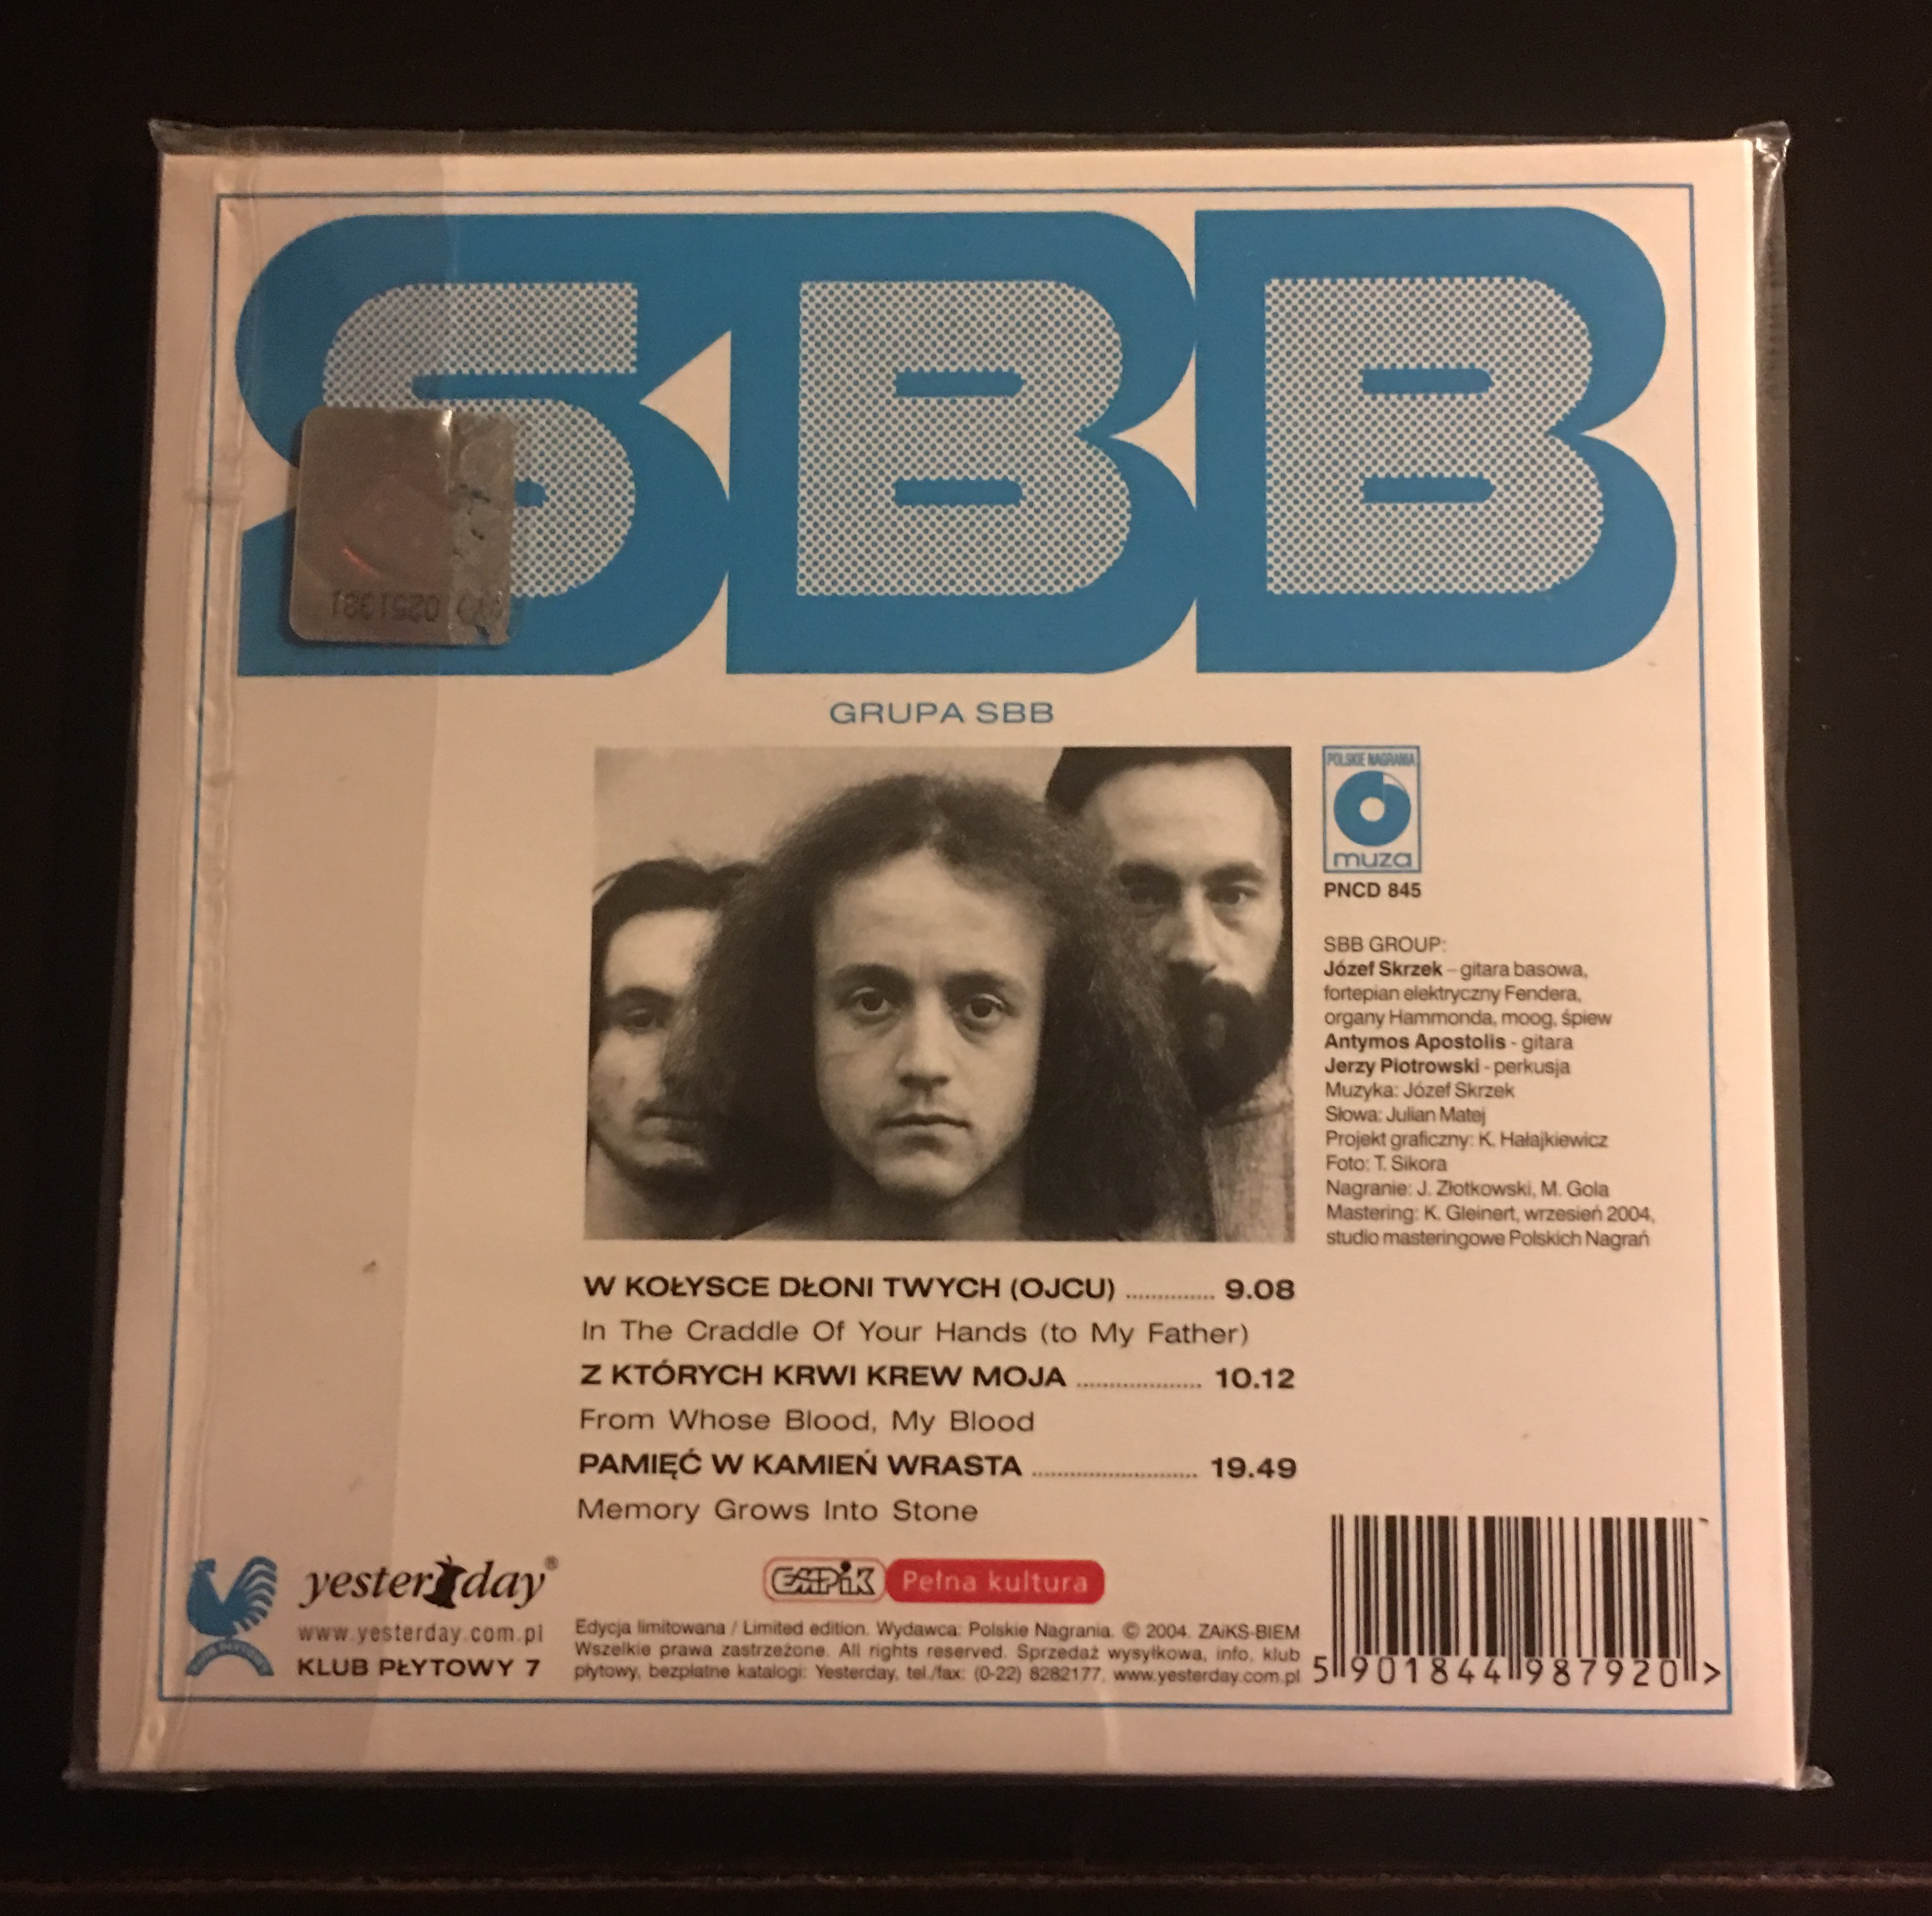 SBB
0251381
GRUPA SBB
POLSKIE NAGRANIA
muza
PNCD 845
SBB GROUP:
Józef Skrzek – gitara basowa,
fortepian elektryczny Fendera,
organy Hammonda, moog, śpiew
Antymos Apostolis - gitara
Jerzy Piotrowski - perkusja
Muzyka: Józef Skrzek
Słowa: Julian Matej
Projekt graficzny: K. Hałajkiewicz
Foto: T. Sikora
Nagranie: J. Złotkowski, M. Gola
Mastering: K. Gleinert, wrzesień 2004,
studio masteringowe Polskich Nagrań
W KOŁYSCE DŁONI TWYCH (OJCU) .............. 9.08
In The Craddle Of Your Hands (to My Father)
Z KTÓRYCH KRWI KREW MOJA .................... 10.12
From Whose Blood, My Blood
PAMIĘĆ W KAMIEŃ WRASTA .......................... 19.49
Memory Grows Into Stone
yesterday®
www.yesterday.com.pl
KLUB PŁYTOWY 7
EMPiK Pełna kultura
Edycja limitowana / Limited edition. Wydawca: Polskie Nagrania. © 2004. ZAiKS-BIEM
Wszelkie prawa zastrzeżone. All rights reserved. Sprzedaż wysyłkowa, info, klub
płytowy, bezpłatne katalogi: Yesterday, tel./fax: (0-22) 8282177, www.yesterday.com.pl
5 901844 987920 >